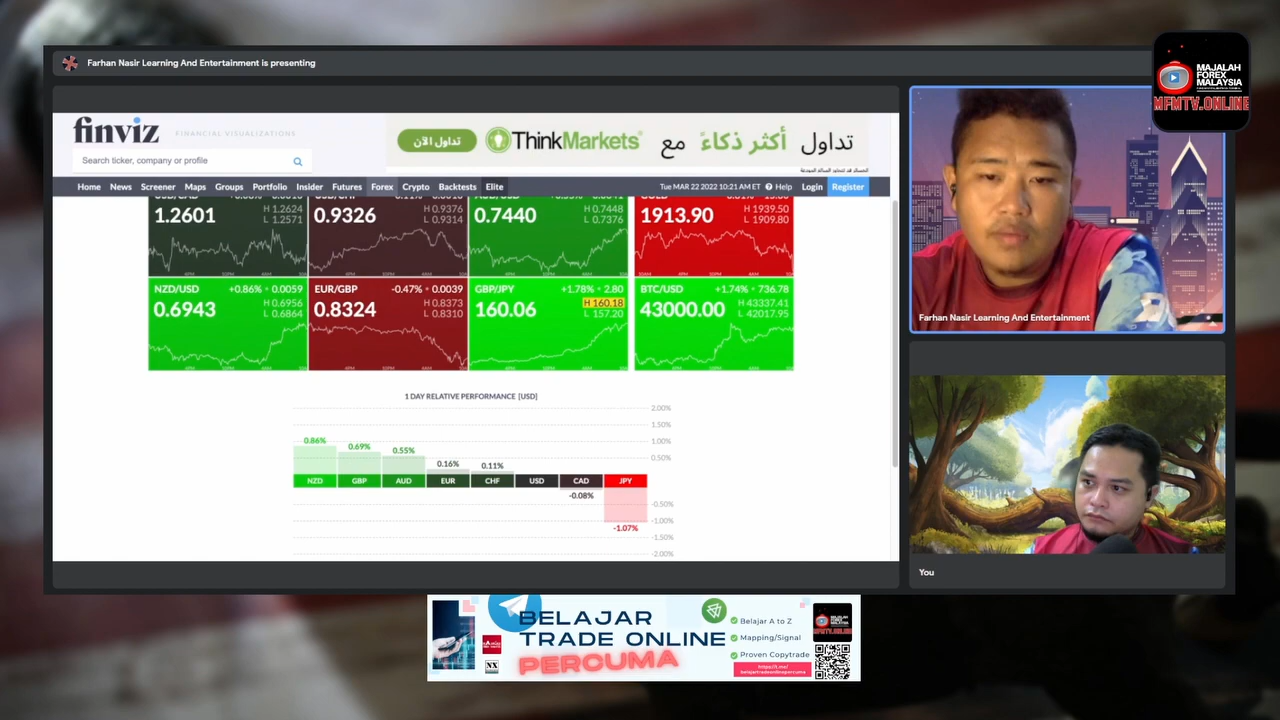 Farhan Nasir Learning And Entertainment is presenting
MAJALAH
FOREX
MALAYSIA
MFMTV.ONLINE
finviz FINANCIAL VISUALIZATIONS
Search ticker, company or profile
تداول أكثر ذكاءً مع ThinkMarkets تداول الآن
Home News Screener Maps Groups Portfolio Insider Futures Forex Crypto Backtests Elite Tue MAR 22 2022 10:21 AM ET Help Login Register
1.2601 H 1.2624 L 1.2571
0.9326 H 0.9376 L 0.9314
0.7440 H 0.7448 L 0.7376
1913.90 H 1939.50 L 1909.80
NZD/USD +0.86% • 0.0059
0.6943 H 0.6956 L 0.6864
EUR/GBP -0.47% • 0.0039
0.8324 H 0.8373 L 0.8310
GBP/JPY +1.78% • 2.80
160.06 H 160.18 L 157.20
BTC/USD +1.74% • 736.78
43000.00 H 43337.41 L 42017.95
1 DAY RELATIVE PERFORMANCE [USD]
2.00%
1.50%
1.00%
0.50%
0.86% 0.69% 0.55% 0.16% 0.11%
NZD GBP AUD EUR CHF USD CAD JPY
-0.08%
-1.07%
-0.50%
-1.00%
-1.50%
-2.00%
Farhan Nasir Learning And Entertainment
You
BELAJAR
TRADE ONLINE
PERCUMA
Belajar A to Z
Mapping/Signal
Proven Copytrade
https://t.me/
belajartradeonlinepercuma
NX
MFMTV.ONLINE